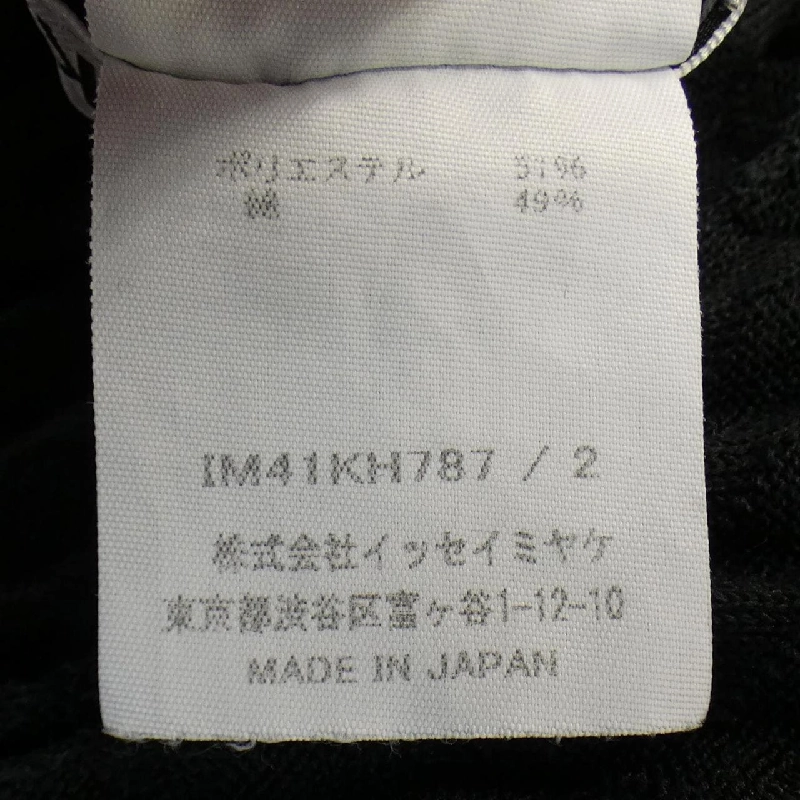 ポリエステル 51%
綿 49%
IM41KH787 / 2
株式会社イッセイミヤケ
東京都渋谷区富ヶ谷1-12-10
MADE IN JAPAN